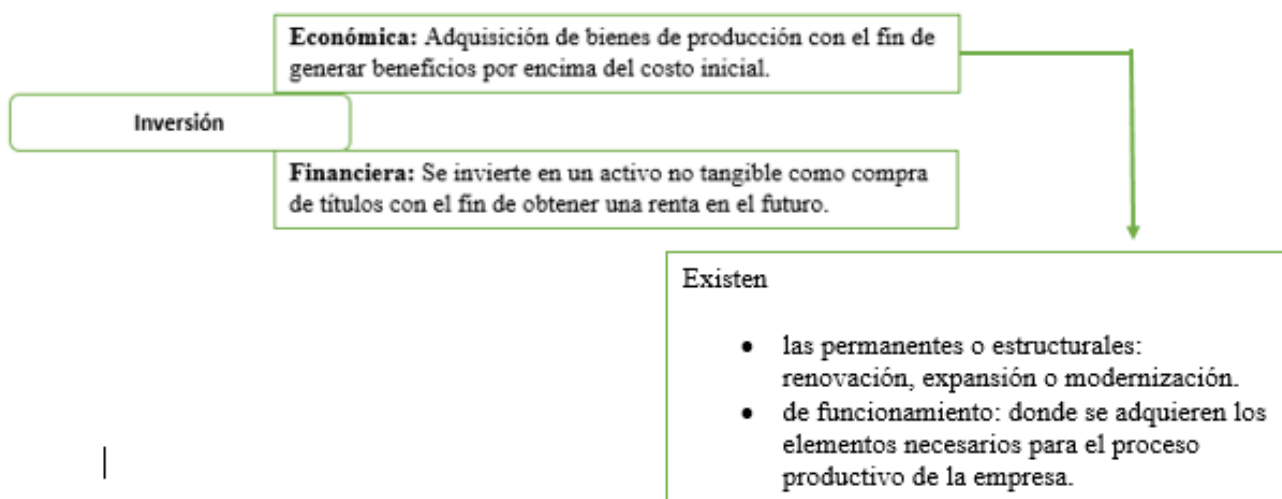 Económica: Adquisición de bienes de producción con el fin de
generar beneficios por encima del costo inicial.
Inversión
Financiera: Se invierte en un activo no tangible como compra
de títulos con el fin de obtener una renta en el futuro.
Existen
• las permanentes o estructurales:
renovación, expansión o modernización.
• de funcionamiento: donde se adquieren los
elementos necesarios para el proceso
productivo de la empresa.